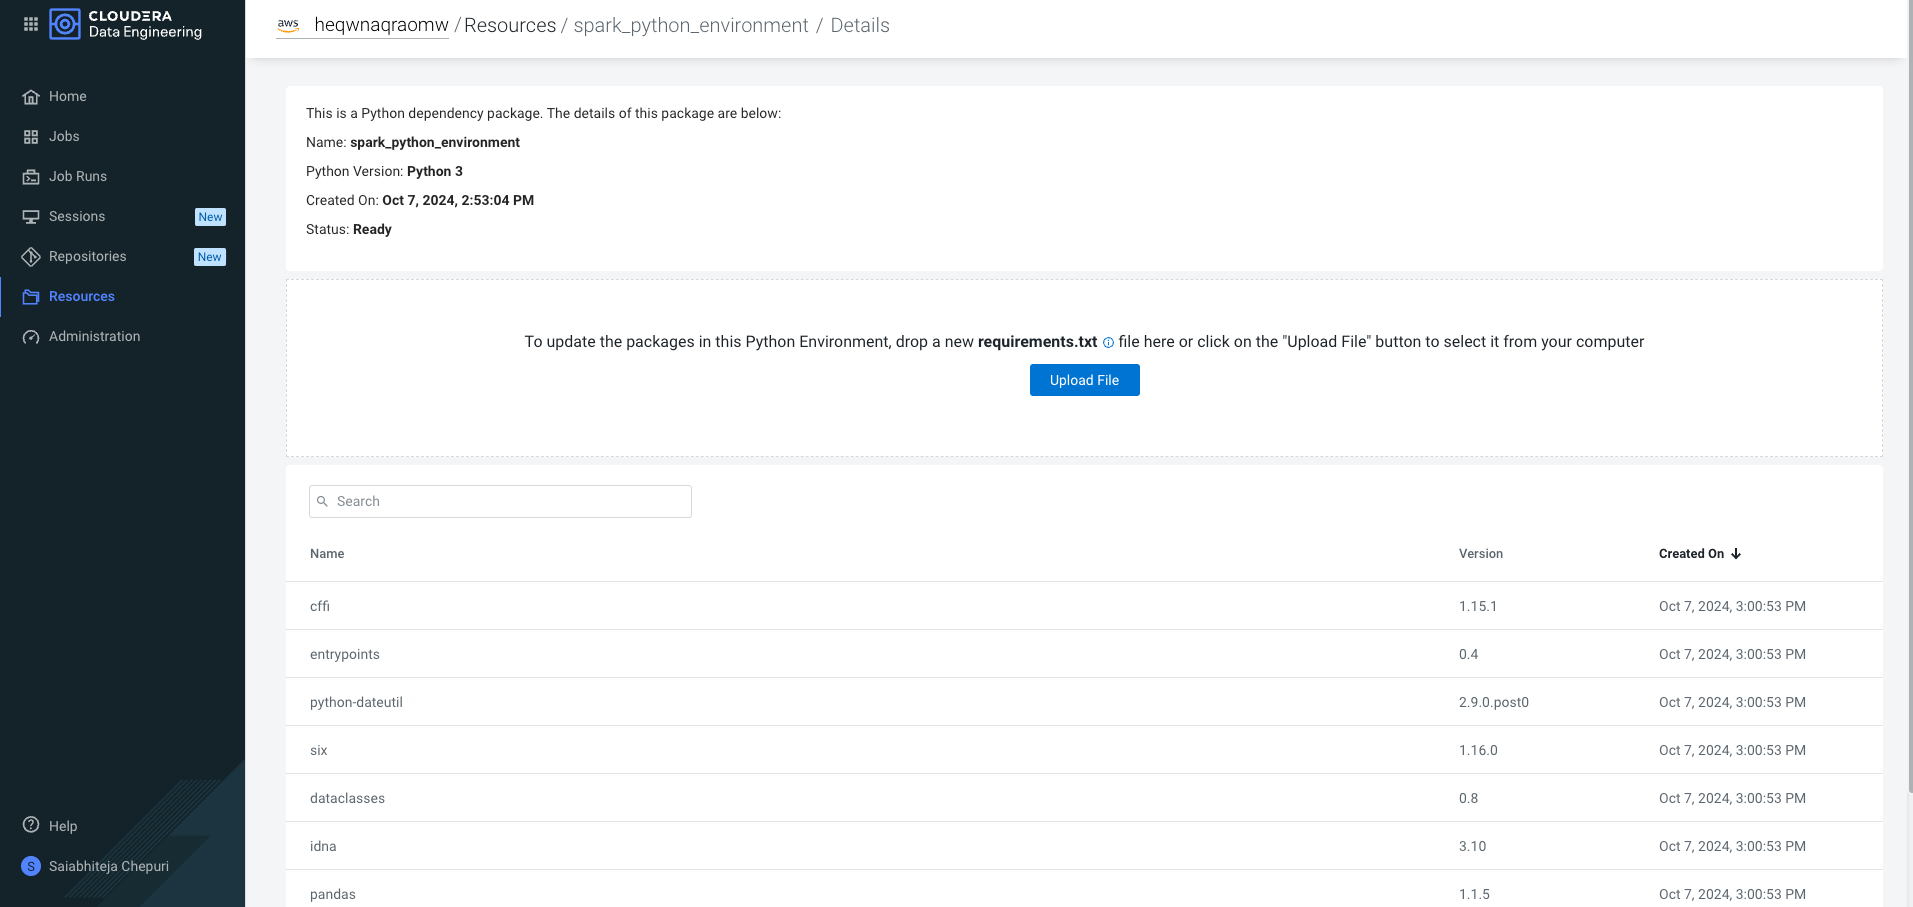 CLOUDERA
Data Engineering
Home
Jobs
Job Runs
Sessions New
Repositories New
Resources
Administration
Help
S Saiabhiteja Chepuri
aws heqwnaqraomw / Resources / spark_python_environment / Details
This is a Python dependency package. The details of this package are below:
Name: spark_python_environment
Python Version: Python 3
Created On: Oct 7, 2024, 2:53:04 PM
Status: Ready
To update the packages in this Python Environment, drop a new requirements.txt file here or click on the "Upload File" button to select it from your computer
Upload File
Search
Name Version Created On
cffi 1.15.1 Oct 7, 2024, 3:00:53 PM
entrypoints 0.4 Oct 7, 2024, 3:00:53 PM
python-dateutil 2.9.0.post0 Oct 7, 2024, 3:00:53 PM
six 1.16.0 Oct 7, 2024, 3:00:53 PM
dataclasses 0.8 Oct 7, 2024, 3:00:53 PM
idna 3.10 Oct 7, 2024, 3:00:53 PM
pandas 1.1.5 Oct 7, 2024, 3:00:53 PM